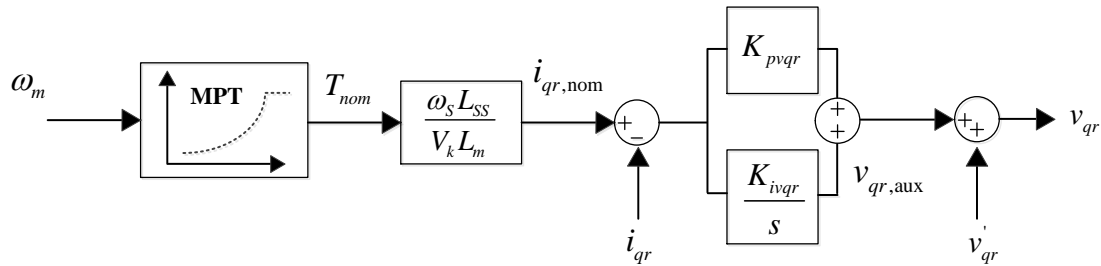 ω_m
MPT
T_nom
ω_S L_SS
V_k L_m
i_qr,nom
+
−
i_qr
K_pvqr
K_ivqr
s
+
+
v_qr,aux
+
+
v'_qr
v_qr